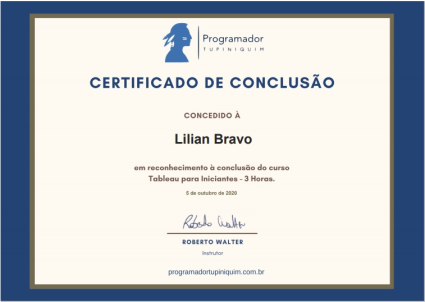 Programador
TUPINIQUIM
CERTIFICADO DE CONCLUSÃO
CONCEDIDO À
Lilian Bravo
em reconhecimento à conclusão do curso
Tableau para Iniciantes - 3 Horas.
5 de outubro de 2020
Roberto Walter
ROBERTO WALTER
Instrutor
programadortupiniquim.com.br